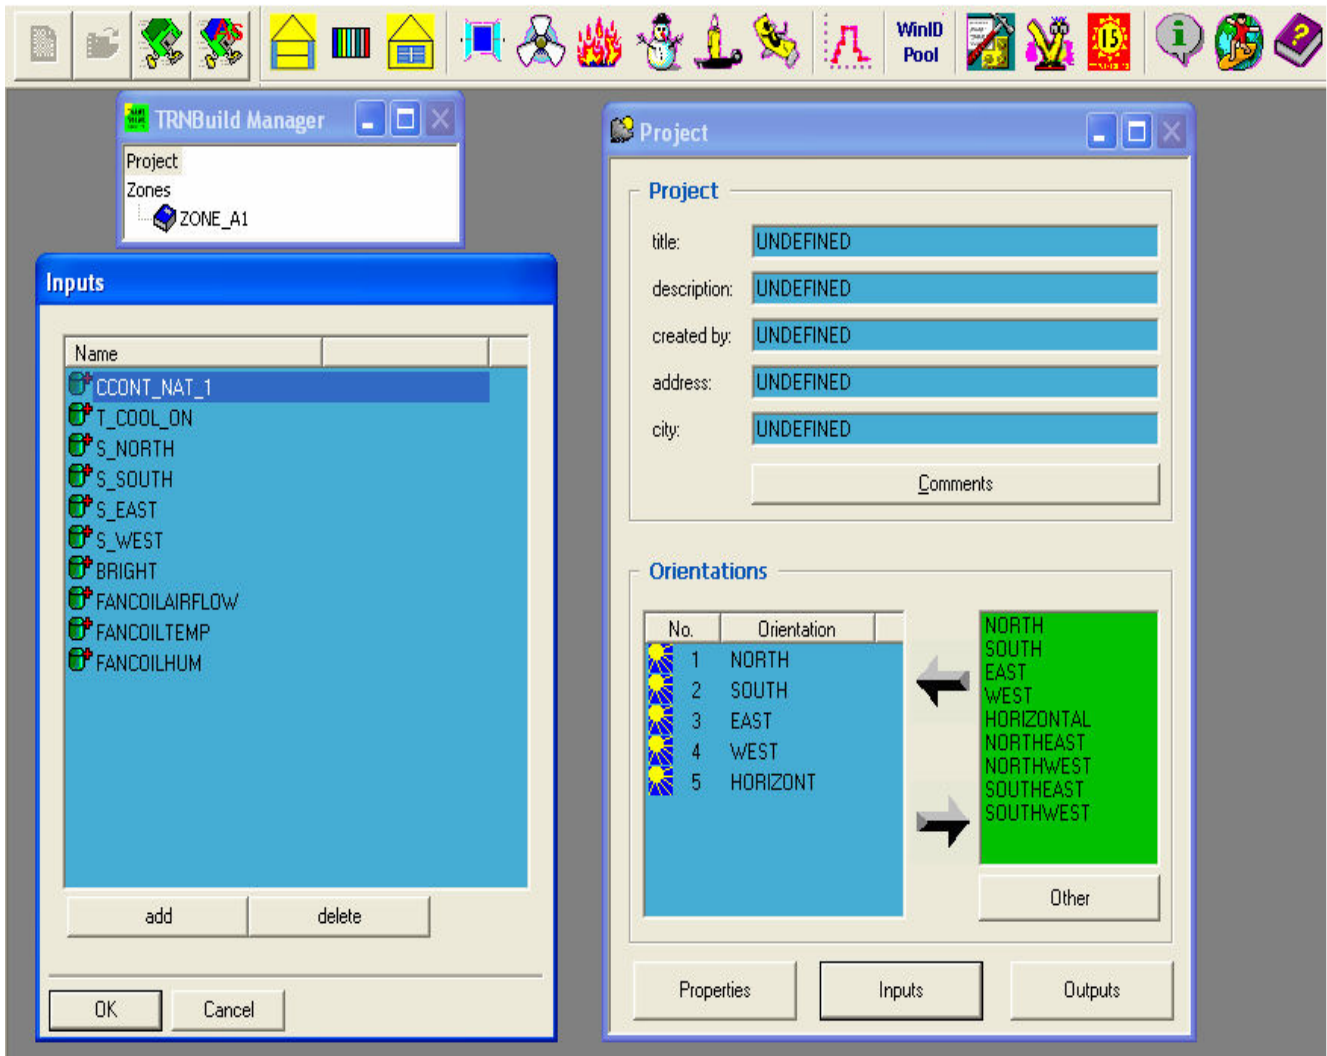 WinID
Pool
15
TRNBuild Manager
Project
Zones
ZONE_A1
Inputs
Name
CCONT_NAT_1
T_COOL_ON
S_NORTH
S_SOUTH
S_EAST
S_WEST
BRIGHT
FANCOILAIRFLOW
FANCOILTEMP
FANCOILHUM
add delete
OK Cancel
Project
Project
title: UNDEFINED
description: UNDEFINED
created by: UNDEFINED
address: UNDEFINED
city: UNDEFINED
Comments
Orientations
No. Orientation
1 NORTH
2 SOUTH
3 EAST
4 WEST
5 HORIZONT
NORTH
SOUTH
EAST
WEST
HORIZONTAL
NORTHEAST
NORTHWEST
SOUTHEAST
SOUTHWEST
Other
Properties Inputs Outputs